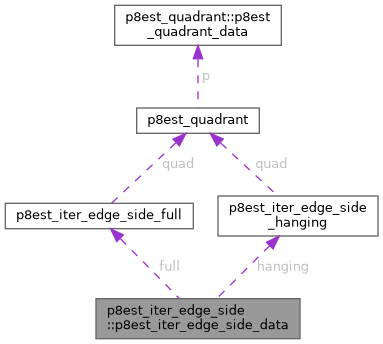 p8est_quadrant::p8est
_quadrant_data
p
p8est_quadrant
quad
quad
p8est_iter_edge_side_full
p8est_iter_edge_side
_hanging
full
hanging
p8est_iter_edge_side
::p8est_iter_edge_side_data